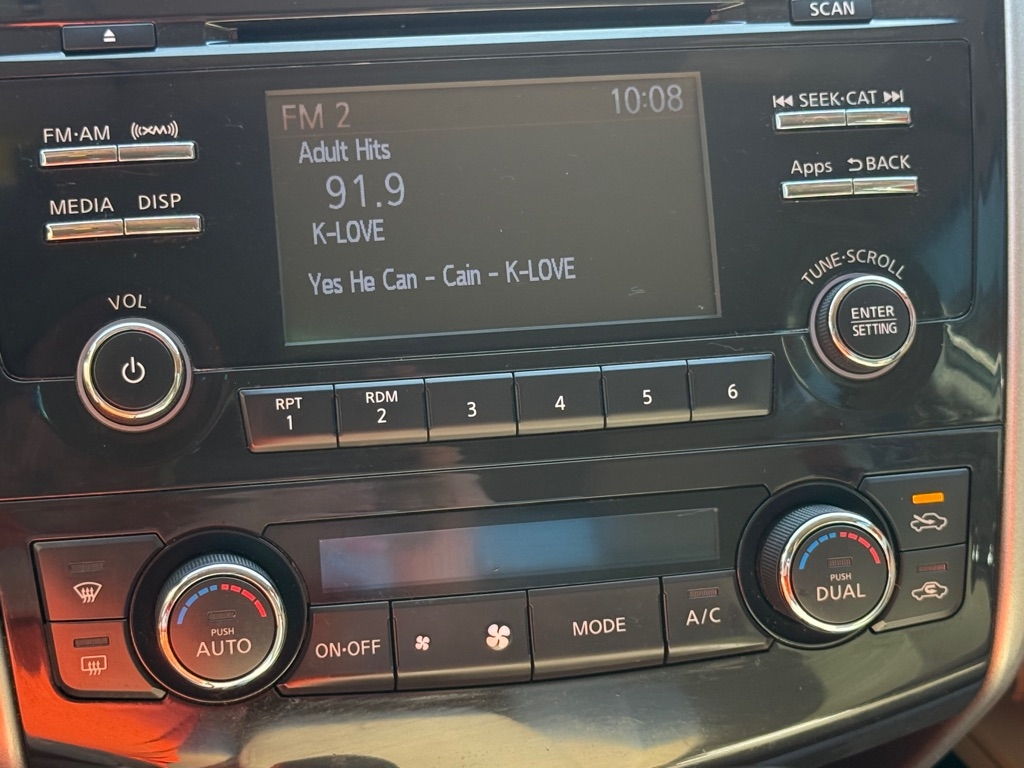 SCAN
FM·AM
((XM))
SEEK·CAT
MEDIA
DISP
Apps
BACK
FM 2
10:08
Adult Hits
91.9
K-LOVE
Yes He Can - Cain - K-LOVE
VOL
TUNE·SCROLL
ENTER
SETTING
RPT
1
RDM
2
3
4
5
6
PUSH
AUTO
ON·OFF
MODE
A/C
PUSH
DUAL